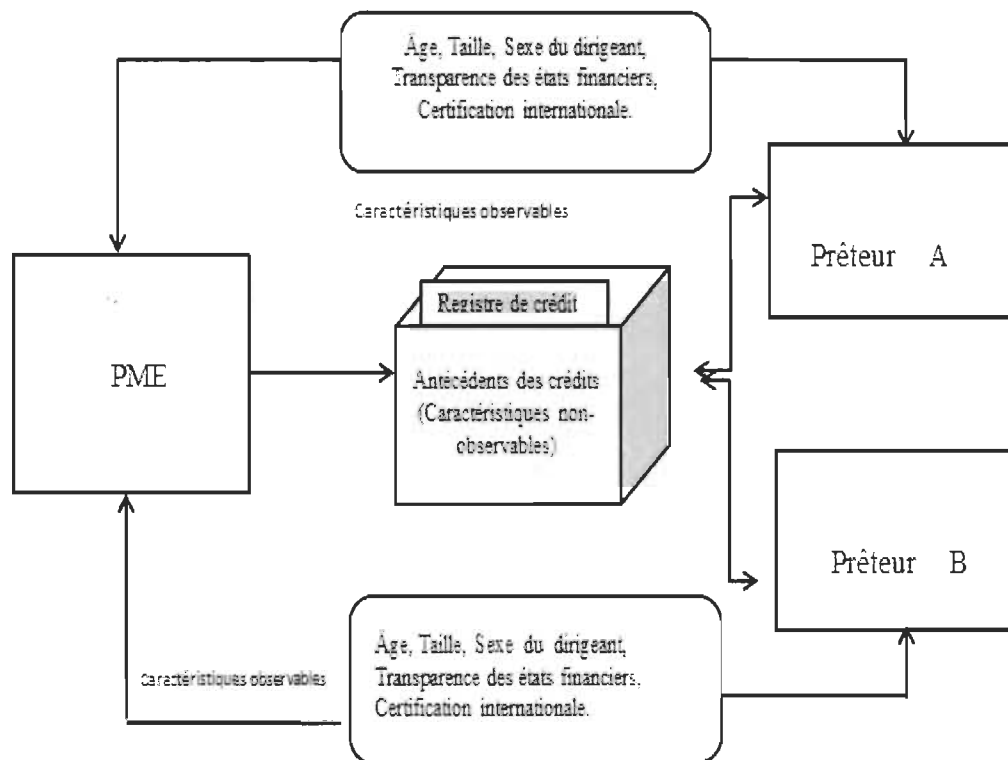 Âge, Taille, Sexe du dirigeant,
Transparence des états financiers,
Certification internationale.
Caractéristiques observables
Prêteur A
Registre de crédit
PME
Antécédents des crédits
(Caractéristiques non-
observables)
Prêteur B
Âge, Taille, Sexe du dirigeant,
Transparence des états financiers,
Certification internationale.
Caractéristiques observables